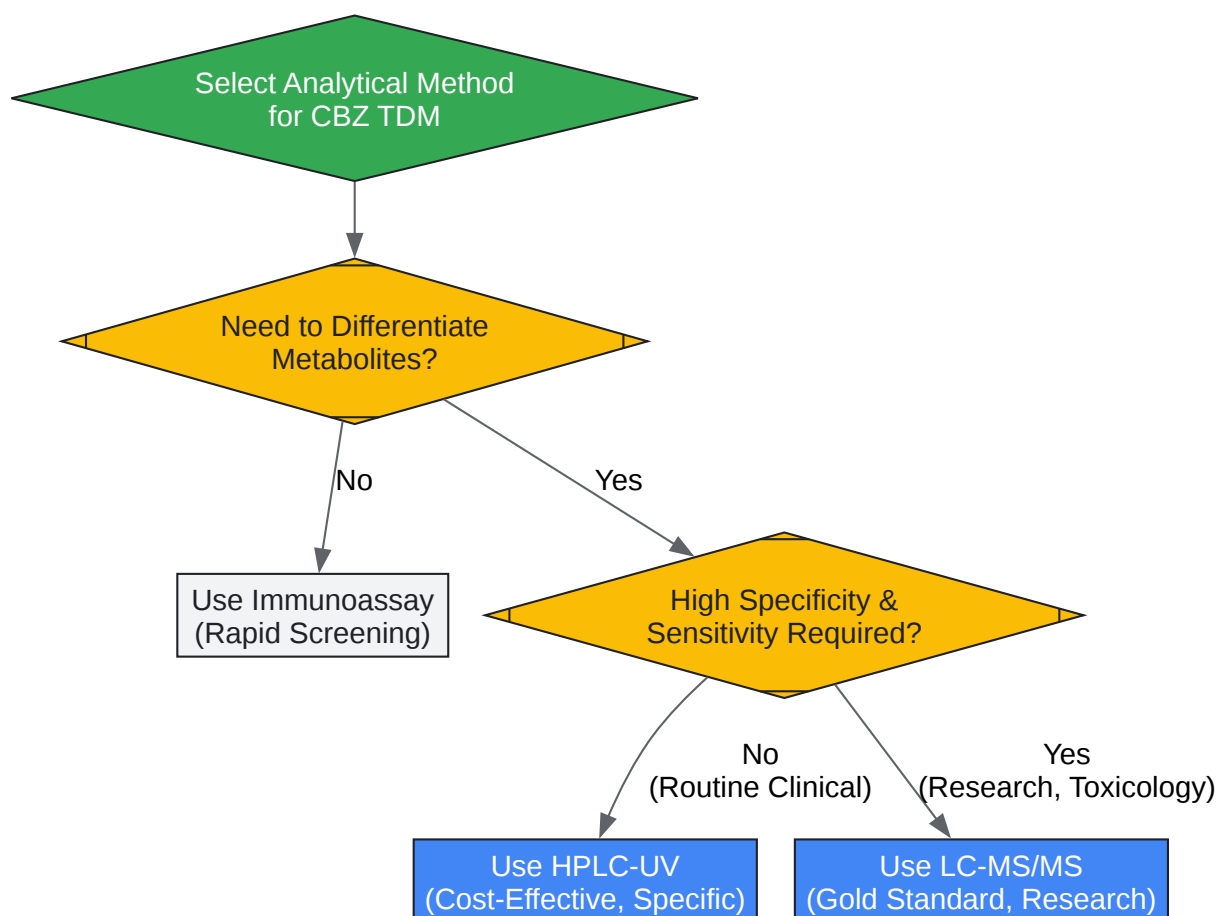 Select Analytical Method
for CBZ TDM
Need to Differentiate
Metabolites?
No
Yes
Use Immunoassay
(Rapid Screening)
High Specificity &
Sensitivity Required?
No
(Routine Clinical)
Yes
(Research, Toxicology)
Use HPLC-UV
(Cost-Effective, Specific)
Use LC-MS/MS
(Gold Standard, Research)